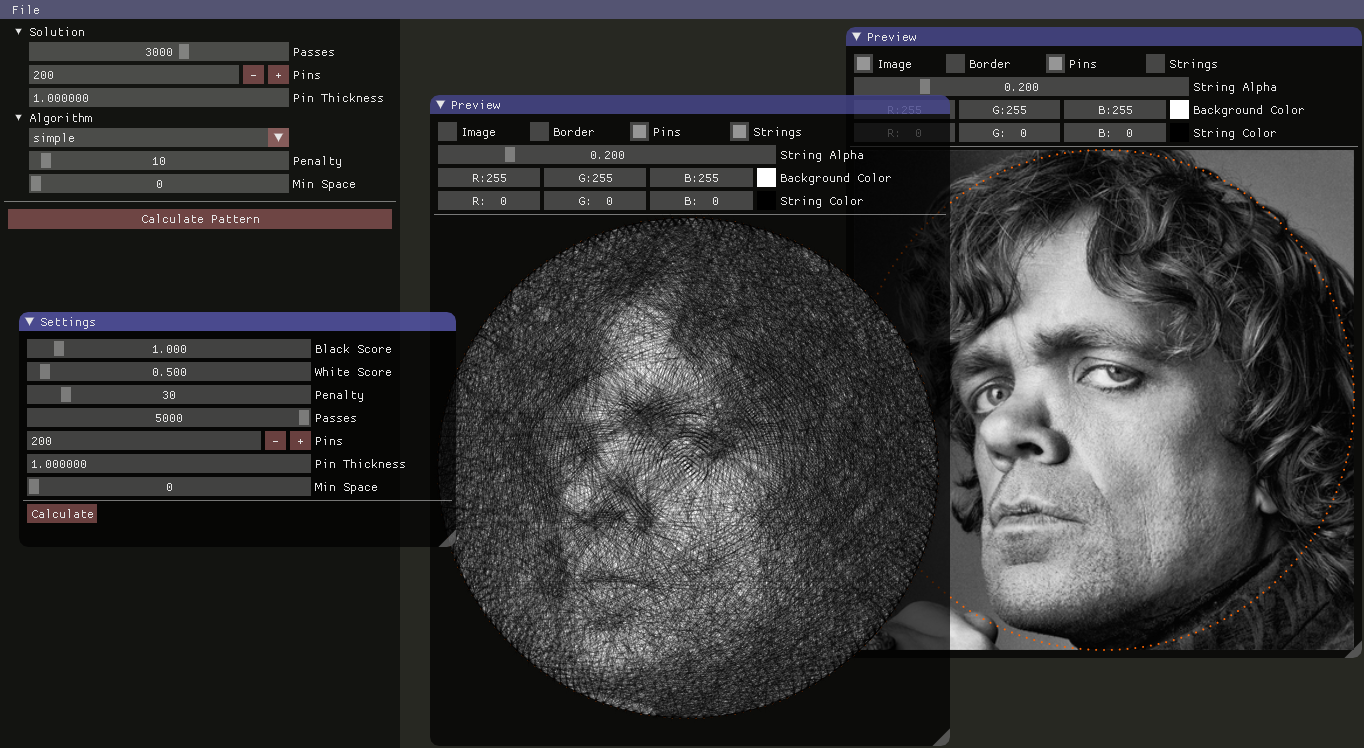 File
Solution
3000 Passes
200 - + Pins
1.000000 Pin Thickness
Algorithm
simple
10 Penalty
0 Min Space
Calculate Pattern
Settings
1.000 Black Score
0.500 White Score
30 Penalty
5000 Passes
200 - + Pins
1.000000 Pin Thickness
0 Min Space
Calculate
Preview
Image Border Pins Strings
0.200 String Alpha
R:255 G:255 B:255 Background Color
R: 0 G: 0 B: 0 String Color
Preview
Image Border Pins Strings
0.200 String Alpha
R:255 G:255 B:255 Background Color
R: 0 G: 0 B: 0 String Color